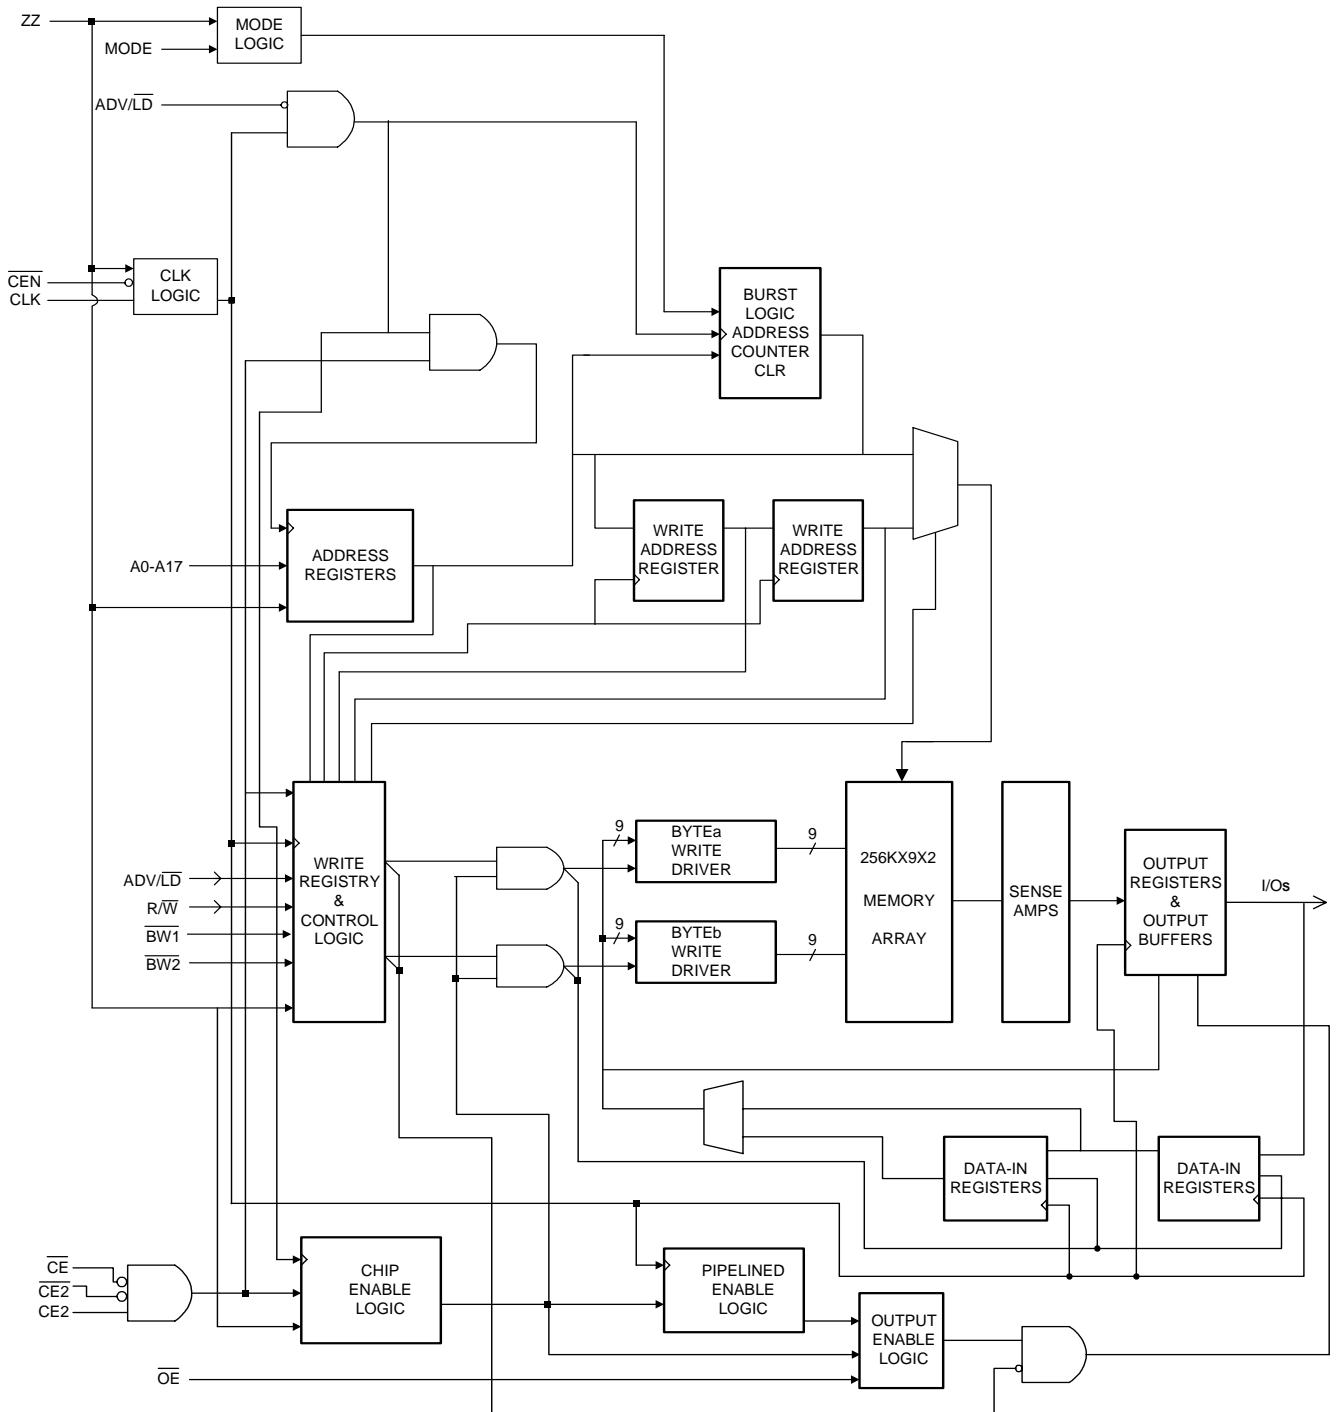 ZZ
MODE
LOGIC
MODE
ADV/LD
CLK
LOGIC
CEN
CLK
BURST
LOGIC
ADDRESS
COUNTER
CLR
ADDRESS
REGISTERS
A0-A17
WRITE
ADDRESS
REGISTER
WRITE
ADDRESS
REGISTER
WRITE
REGISTRY
&
CONTROL
LOGIC
ADV/LD
R/W
BW1
BW2
9
BYTEa
WRITE
DRIVER
9
9
BYTEb
WRITE
DRIVER
9
256KX9X2
MEMORY
ARRAY
SENSE
AMPS
OUTPUT
REGISTERS
&
OUTPUT
BUFFERS
I/Os
DATA-IN
REGISTERS
DATA-IN
REGISTERS
CE
CE2
CE2
CHIP
ENABLE
LOGIC
PIPELINED
ENABLE
LOGIC
OUTPUT
ENABLE
LOGIC
OE